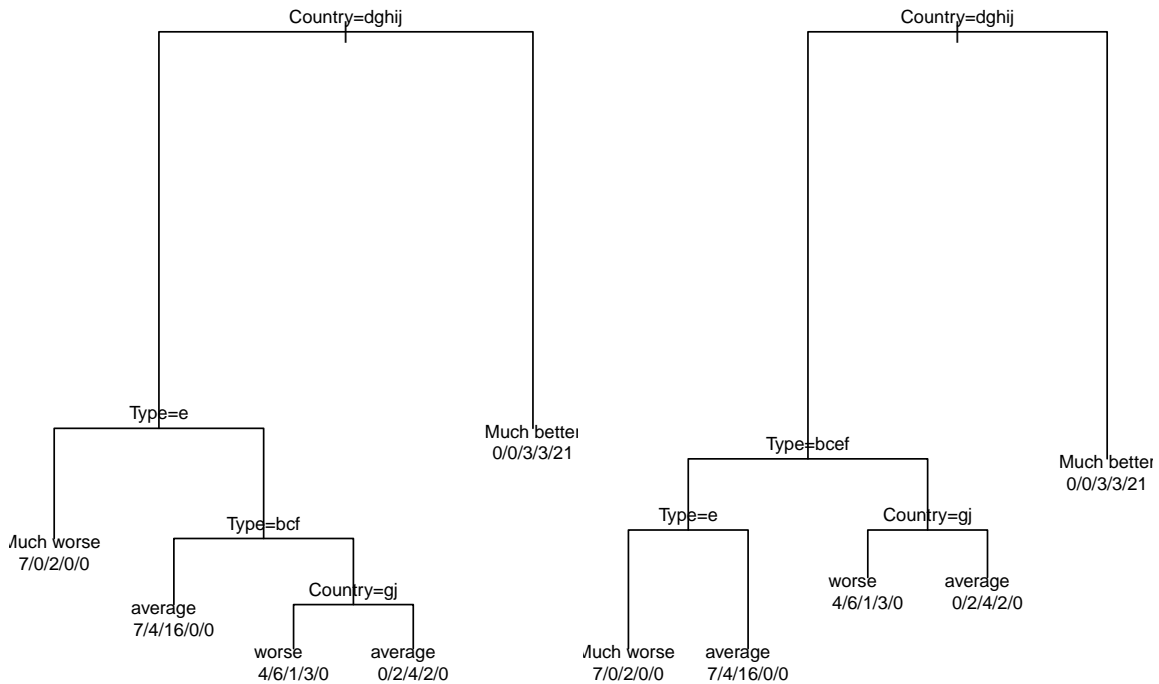 Country=dghij
Type=e
Much better
0/0/3/3/21
Type=bcf
Much worse
7/0/2/0/0
Country=gj
average
7/4/16/0/0
worse
4/6/1/3/0
average
0/2/4/2/0
Country=dghij
Type=bcef
Much better
0/0/3/3/21
Type=e
Country=gj
worse
4/6/1/3/0
average
0/2/4/2/0
Much worse
7/0/2/0/0
average
7/4/16/0/0